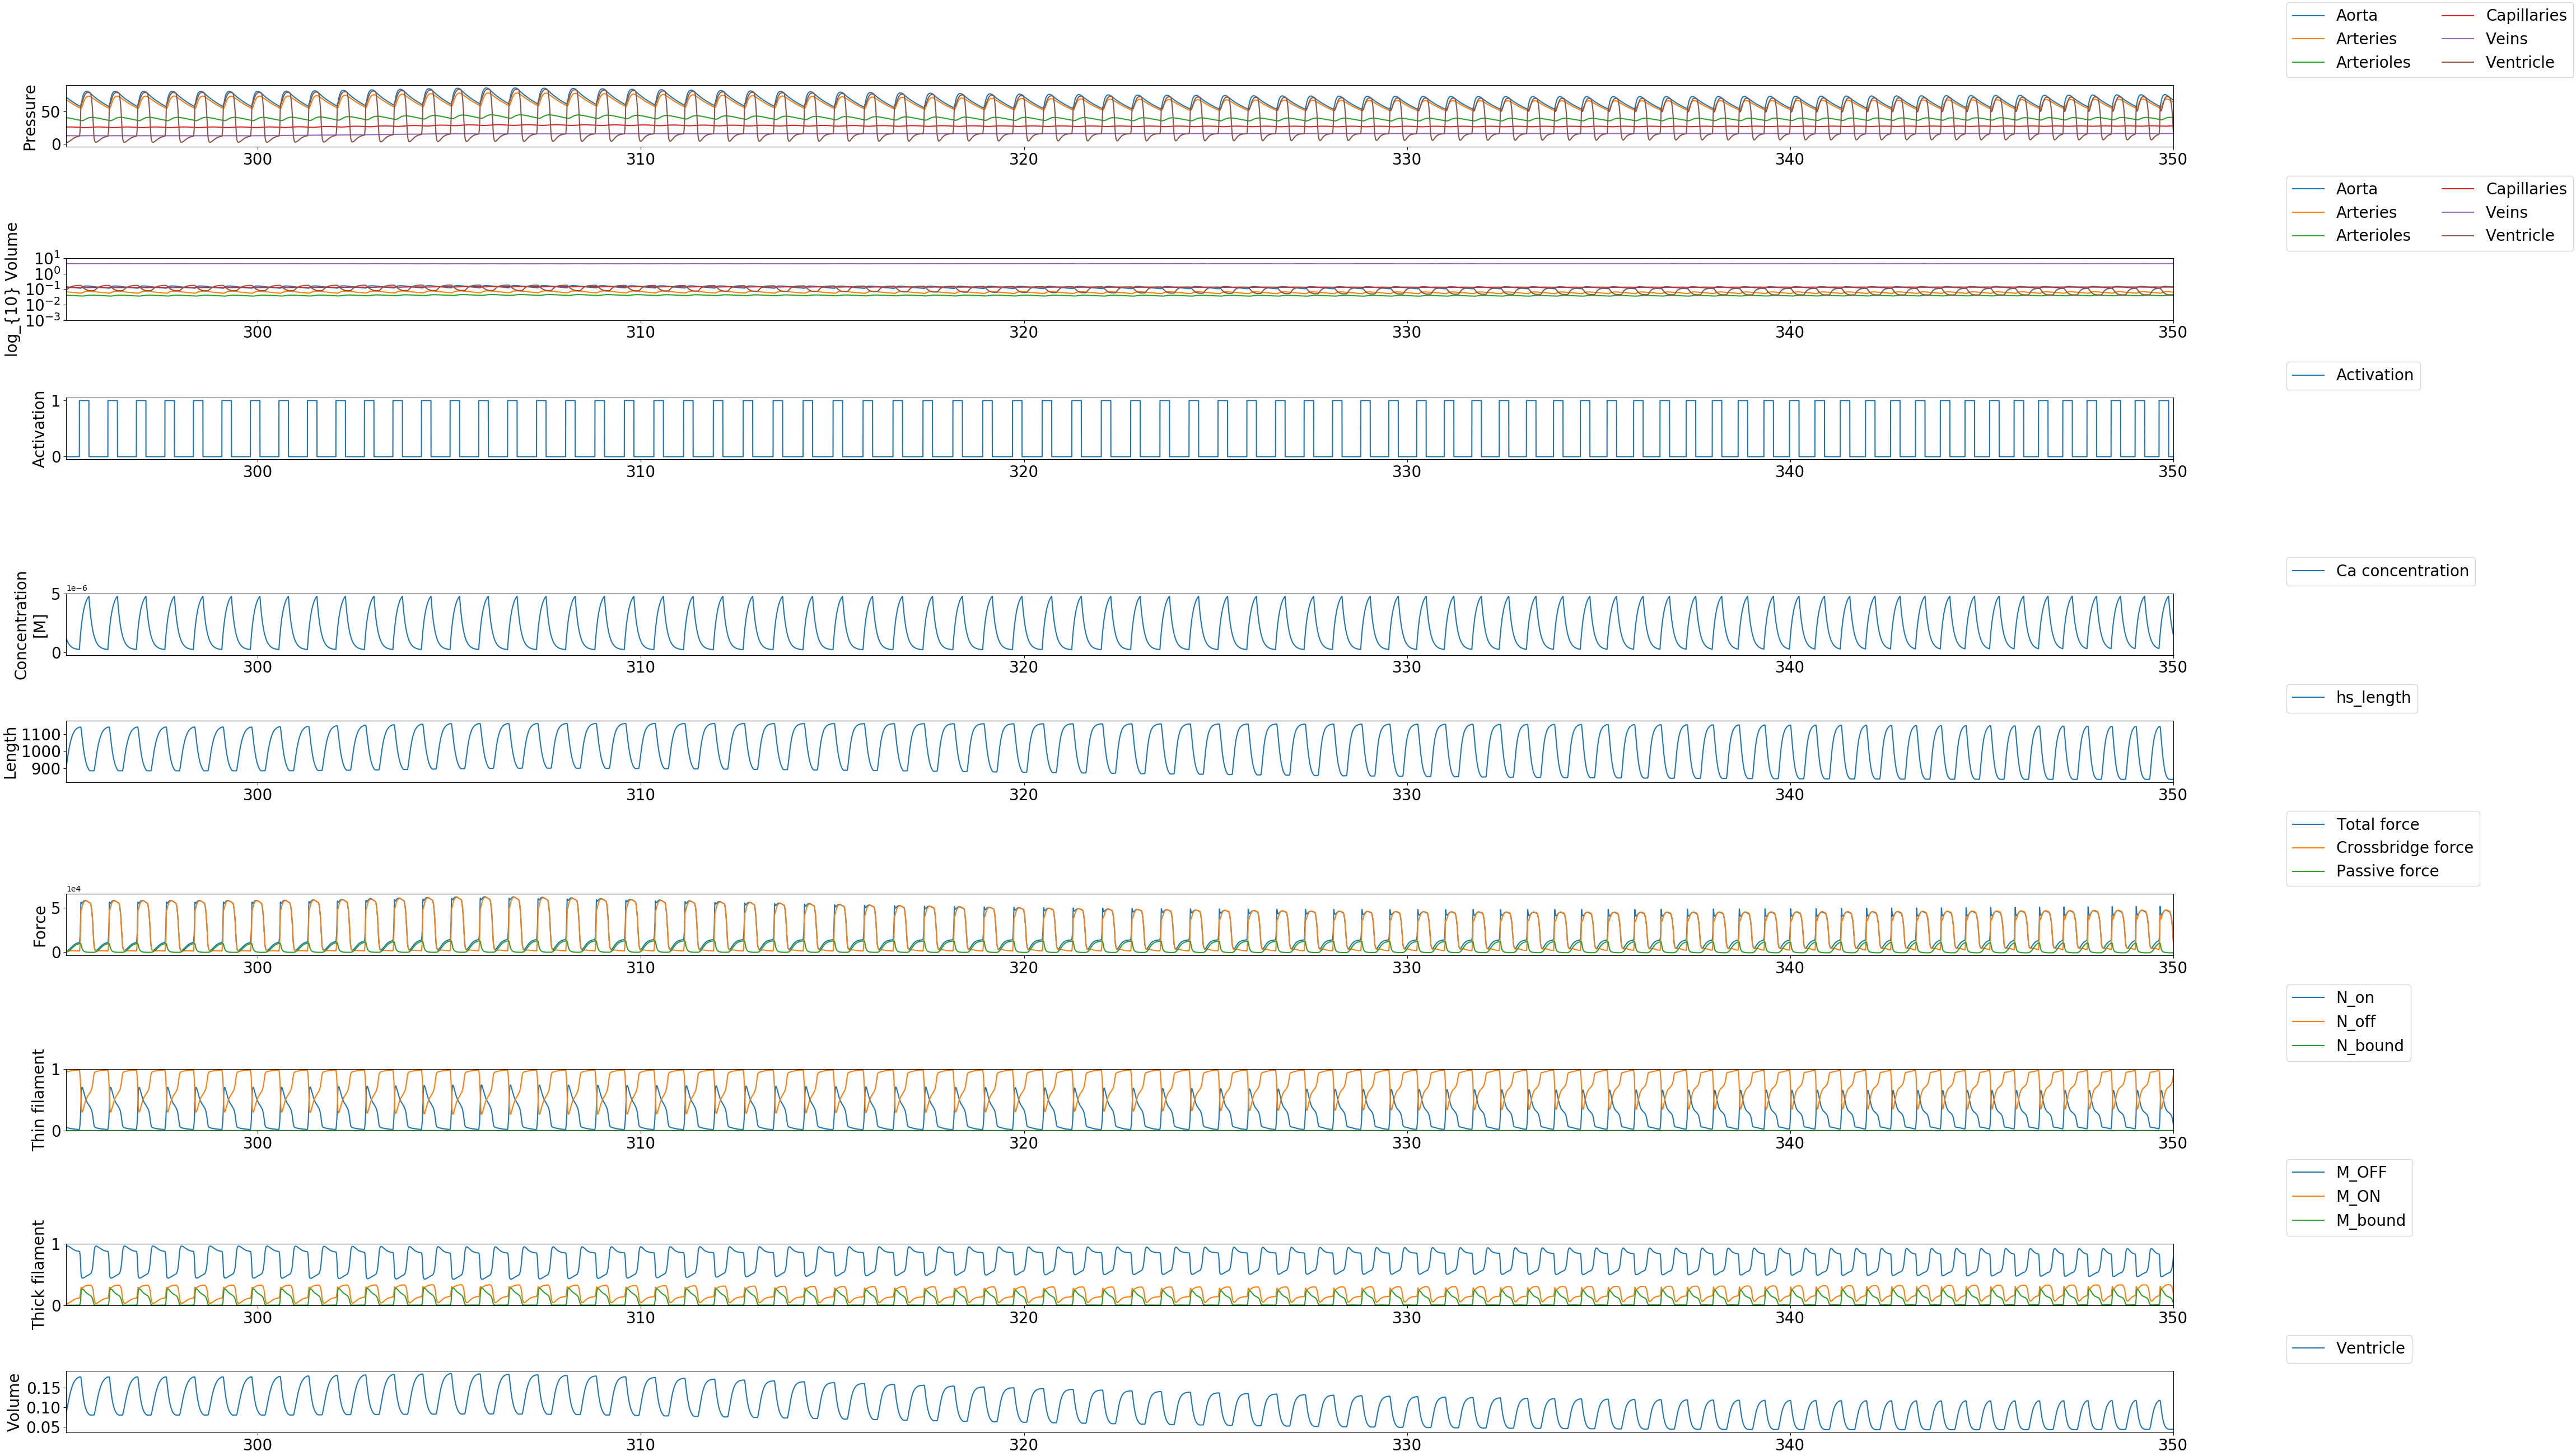 Aorta
Arteries
Arterioles
Capillaries
Veins
Ventricle
Pressure
50
0
300 310 320 330 340 350
Aorta
Arteries
Arterioles
Capillaries
Veins
Ventricle
log_{10} Volume
10^1
10^0
10^-1
10^-2
10^-3
300 310 320 330 340 350
Activation
Activation
1
0
300 310 320 330 340 350
Ca concentration
Concentration
[M]
1e-6
5
0
300 310 320 330 340 350
hs_length
Length
1100
1000
900
300 310 320 330 340 350
Total force
Crossbridge force
Passive force
Force
1e4
5
0
300 310 320 330 340 350
N_on
N_off
N_bound
Thin filament
1
0
300 310 320 330 340 350
M_OFF
M_ON
M_bound
Thick filament
1
0
300 310 320 330 340 350
Ventricle
Volume
0.15
0.10
0.05
300 310 320 330 340 350